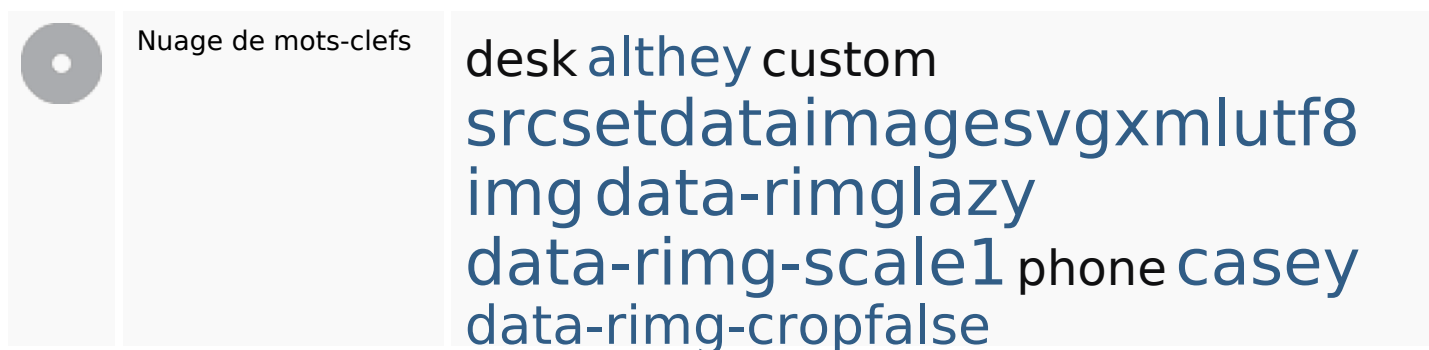 Nuage de mots-clefs
desk althey custom
srcsetdataimagesvgxmlutf8
img data-rimglazy
data-rimg-scale1 phone casey
data-rimg-cropfalse